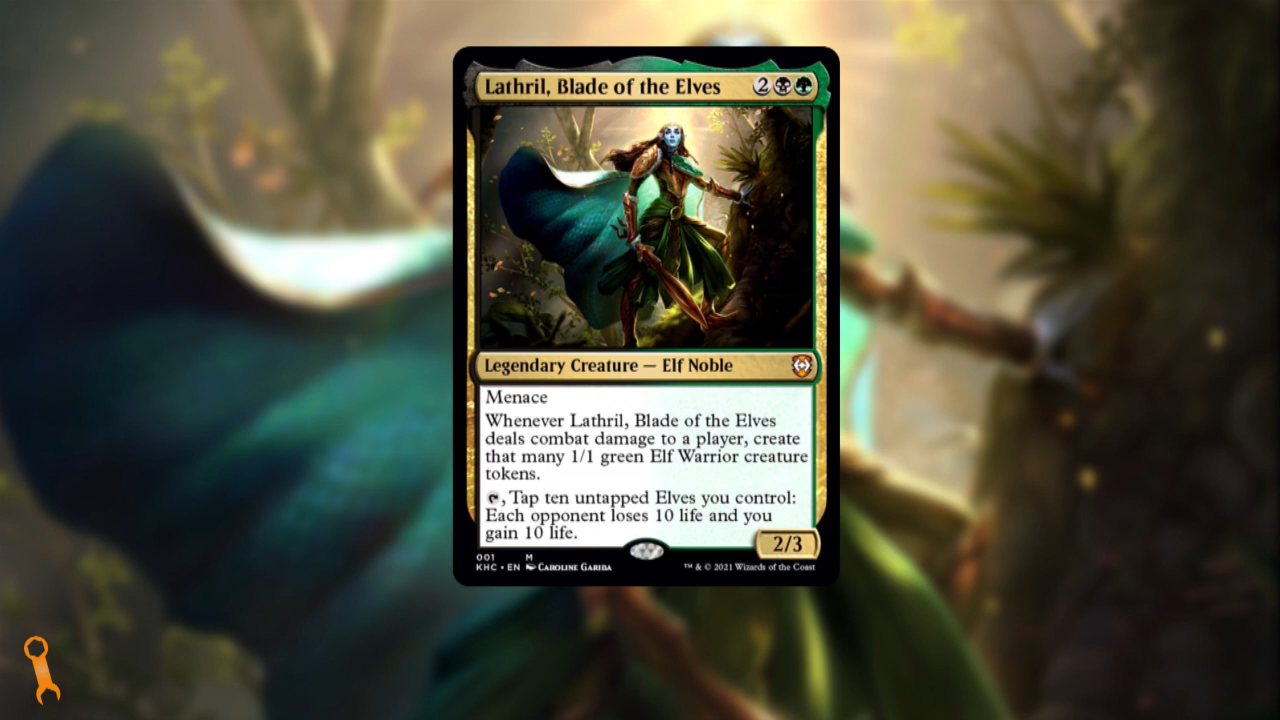 Lathril, Blade of the Elves 2
Legendary Creature — Elf Noble
Menace
Whenever Lathril, Blade of the Elves
deals combat damage to a player, create
that many 1/1 green Elf Warrior creature
tokens.
, Tap ten untapped Elves you control:
Each opponent loses 10 life and you
gain 10 life.
2/3
001 M
KHC • EN CAROLINE GARIBA
™ & © 2021 Wizards of the Coast